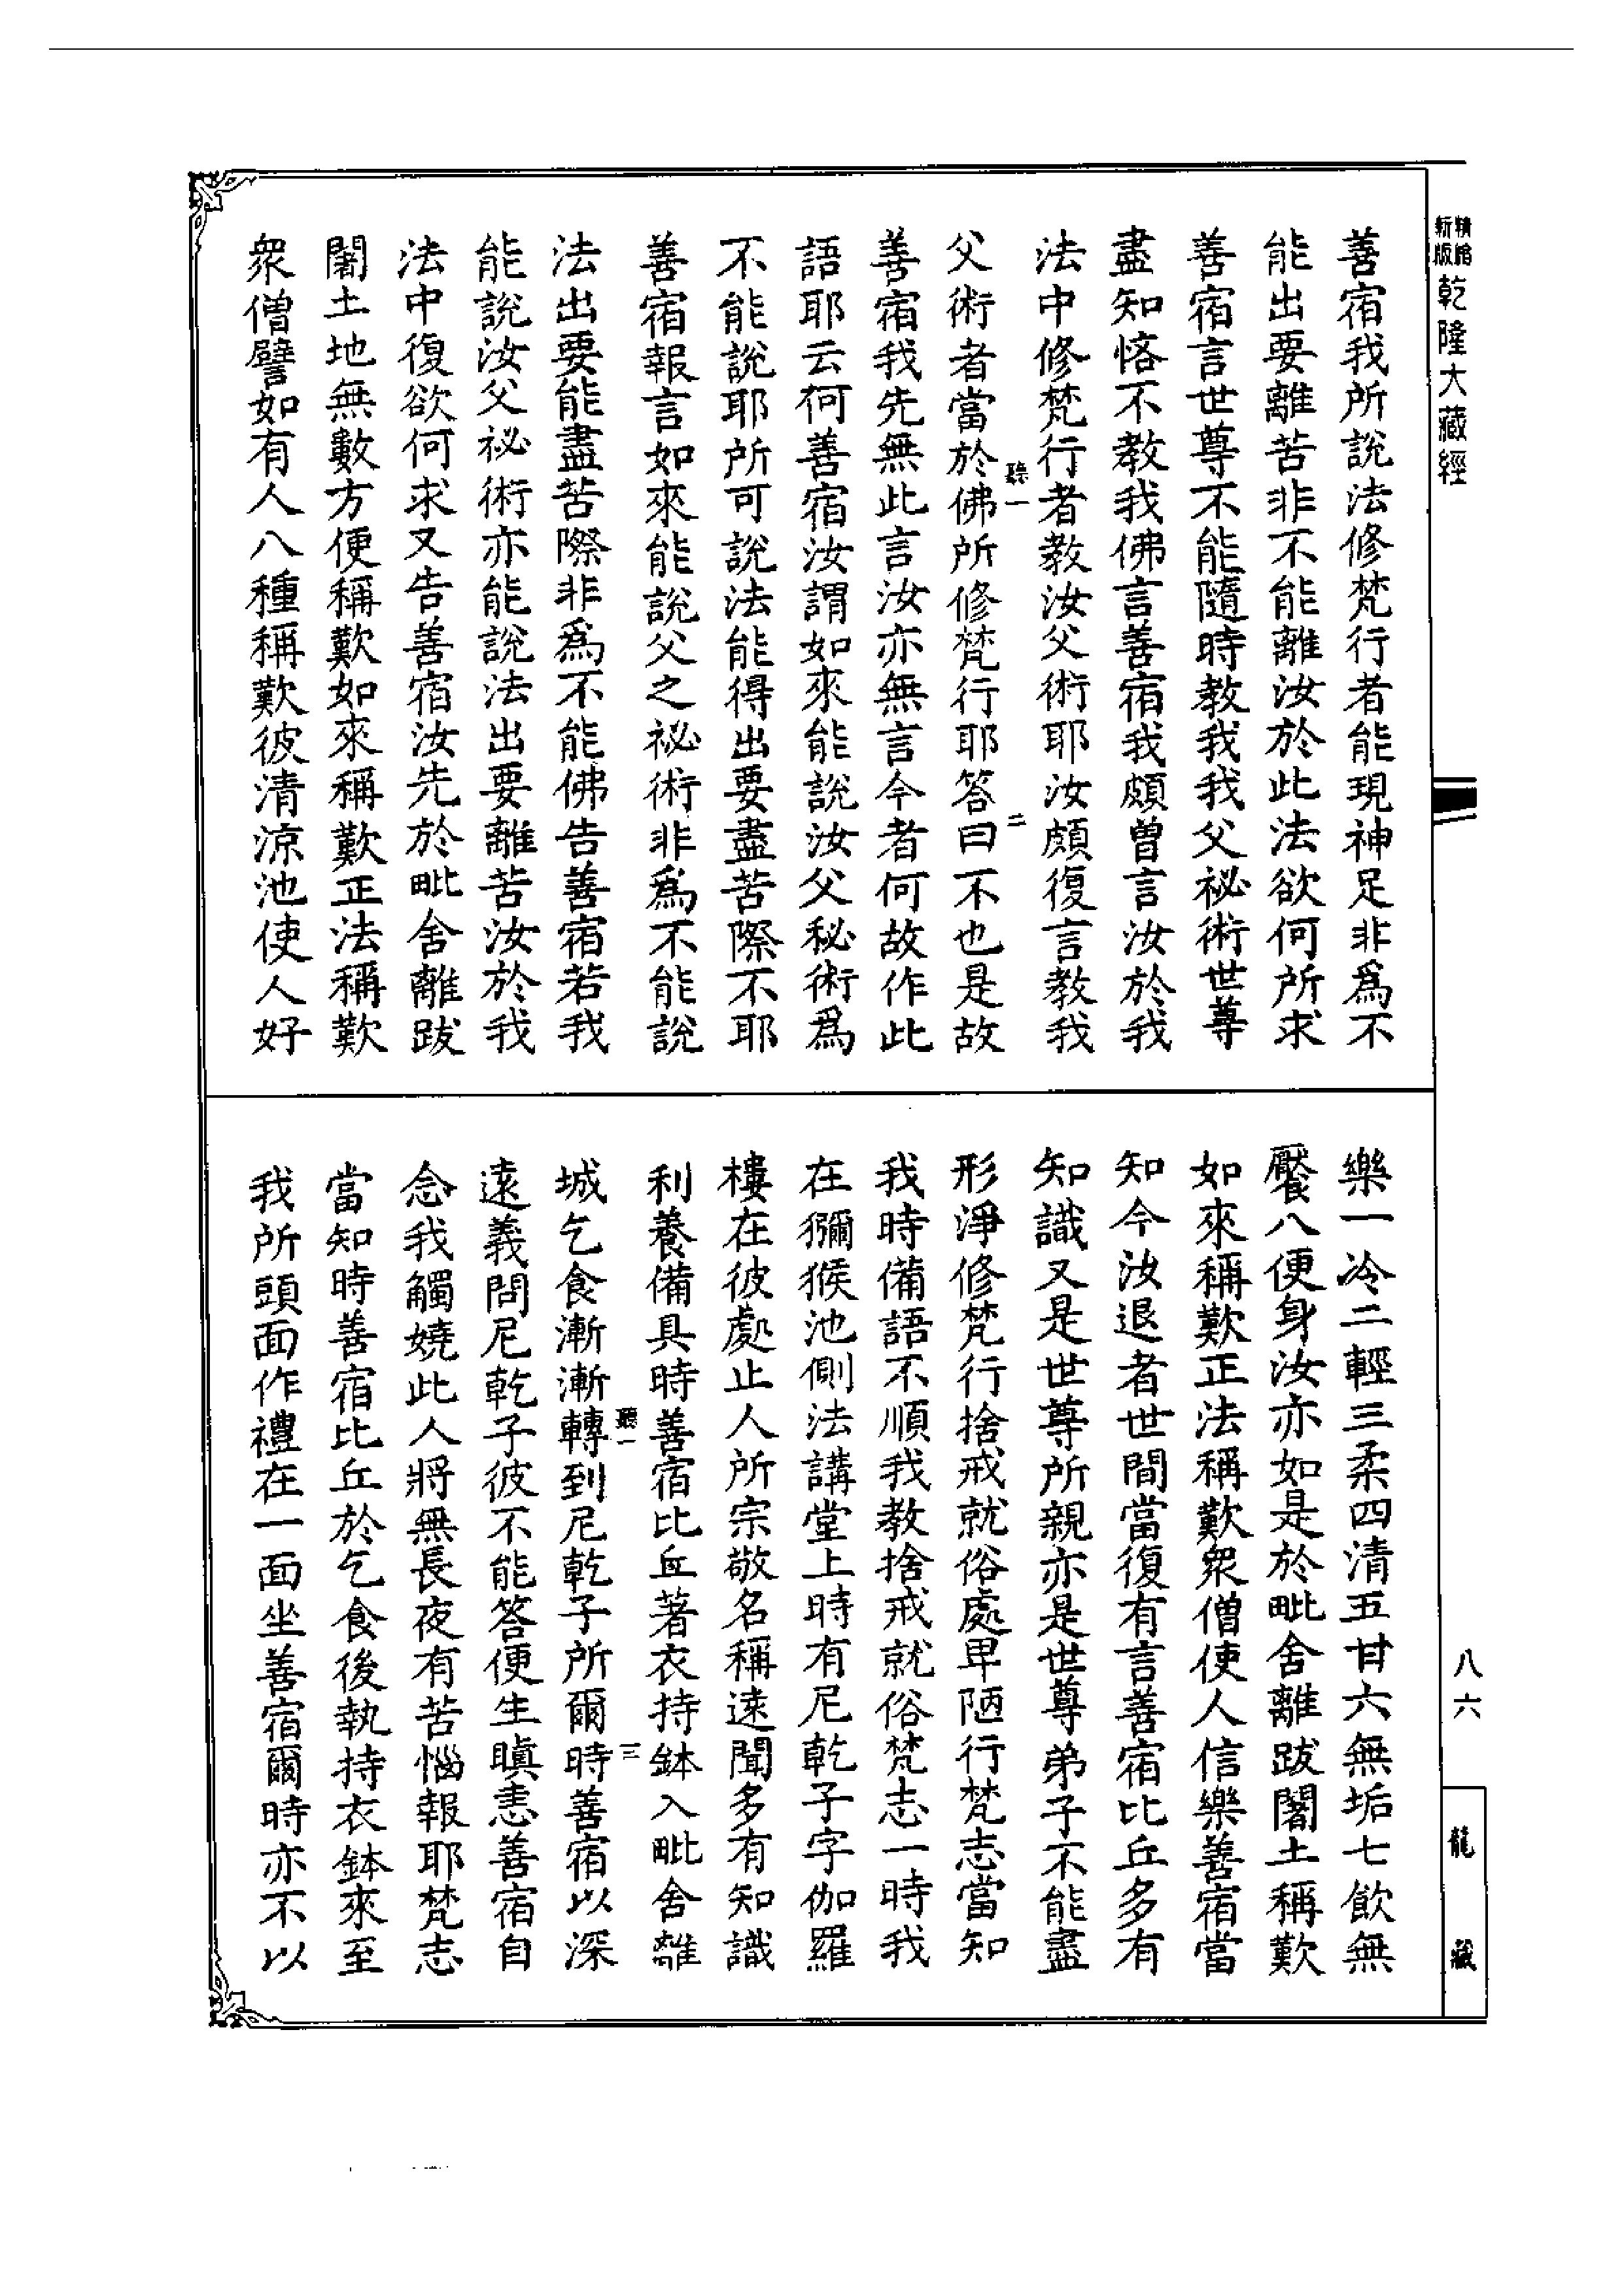 精縮新版乾隆大藏經
善宿我所說法修梵行者能現神足非爲不
能出要離苦非不能離汝於此法欲何所求
善宿言世尊不能隨時教我我父祕術世尊
盡知悋不教我佛言善宿我頗曾言汝於我
法中修梵行者教汝父術耶汝頗復言教我
聽一 二
父術者當於佛所修梵行耶答曰不也是故
善宿我先無此言汝亦無言今者何故作此
語耶云何善宿汝謂如來能說汝父秘術爲
不能說耶所可說法能得出要盡苦際不耶
善宿報言如來能說父之祕術非爲不能說
法出要能盡苦際非爲不能佛告善宿若我
能說汝父祕術亦能說法出要離苦汝於我
法中復欲何求又告善宿汝先於毗舍離跋
闍土地無數方便稱歎如來稱歎正法稱歎
衆僧譬如有人八種稱歎彼清涼池使人好
樂一冷二輕三柔四清五甘六無垢七飲無
饜八便身汝亦如是於毗舍離跋闍土稱歎
如來稱歎正法稱歎衆僧使人信樂善宿當
知今汝退者世間當復有言善宿比丘多有
知識又是世尊所親亦是世尊弟子不能盡
形淨修梵行捨戒就俗處卑陋行梵志當知
我時備語不順我教捨戒就俗梵志一時我
在獼猴池側法講堂上時有尼乾子字伽羅
樓在彼處止人所宗敬名稱遠聞多有知識
利養備具時善宿比丘著衣持鉢入毗舍離
聽一 三
城乞食漸漸轉到尼乾子所爾時善宿以深
遠義問尼乾子彼不能答便生瞋恚善宿自
念我觸嬈此人將無長夜有苦惱報耶梵志
當知時善宿比丘於乞食後執持衣鉢來至
我所頭面作禮在一面坐善宿爾時亦不以
八六
龍藏